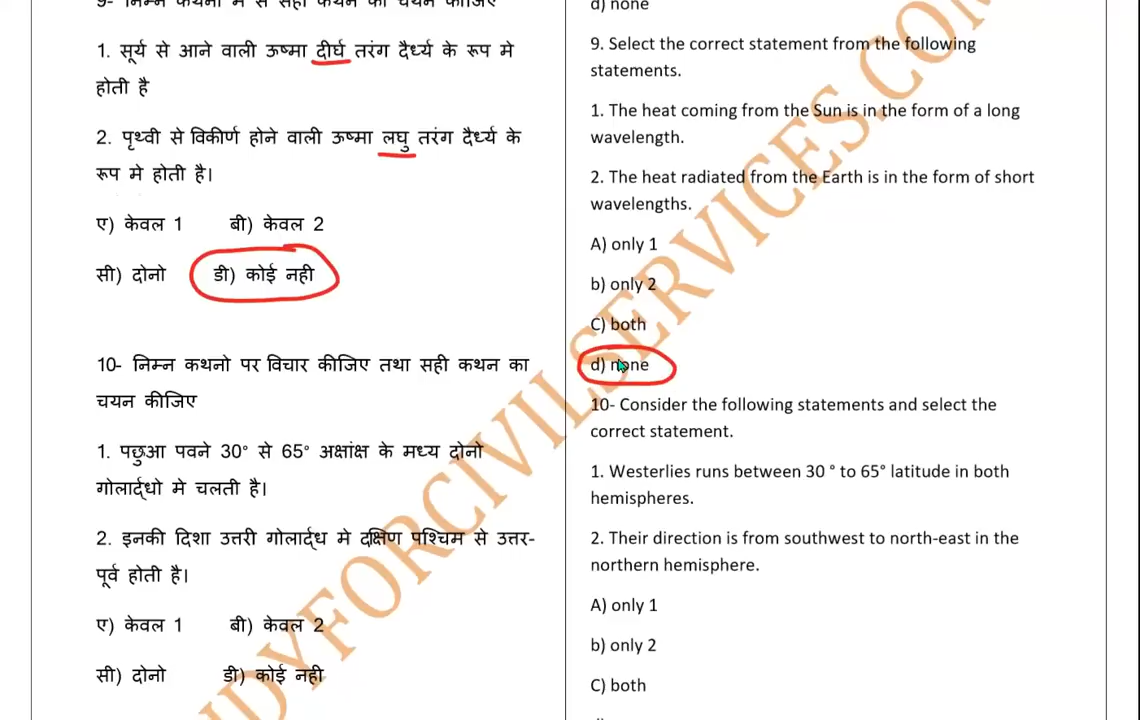 9- निम्न कथनो मे से सही कथन का चयन कीजिए
1. सूर्य से आने वाली ऊष्मा दीर्घ तरंग दैर्ध्य के रूप मे
होती है
2. पृथ्वी से विकीर्ण होने वाली ऊष्मा लघु तरंग दैर्ध्य के
रूप मे होती है।
ए) केवल 1 बी) केवल 2
सी) दोनो डी) कोई नही
10- निम्न कथनो पर विचार कीजिए तथा सही कथन का
चयन कीजिए
1. पछुआ पवने 30° से 65° अक्षांक्ष के मध्य दोनो
गोलार्द्धो मे चलती है।
2. इनकी दिशा उत्तरी गोलार्द्ध मे दक्षिण पश्चिम से उत्तर-
पूर्व होती है।
ए) केवल 1 बी) केवल 2
सी) दोनो डी) कोई नही
d) none
9. Select the correct statement from the following
statements.
1. The heat coming from the Sun is in the form of a long
wavelength.
2. The heat radiated from the Earth is in the form of short
wavelengths.
A) only 1
b) only 2
C) both
d) none
10- Consider the following statements and select the
correct statement.
1. Westerlies runs between 30 ° to 65° latitude in both
hemispheres.
2. Their direction is from southwest to north-east in the
northern hemisphere.
A) only 1
b) only 2
C) both
UDYFORCIVILSERVICES.COM